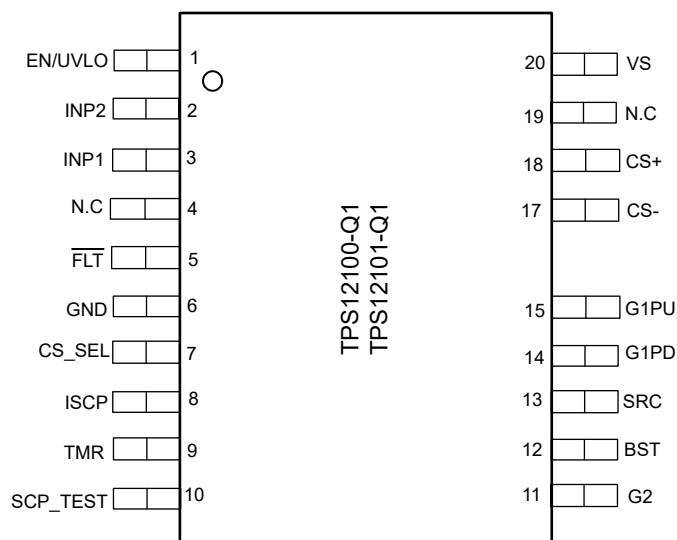 EN/UVLO 1
INP2 2
INP1 3
N.C 4
FLT 5
GND 6
CS_SEL 7
ISCP 8
TMR 9
SCP_TEST 10
TPS12100-Q1
TPS12101-Q1
20 VS
19 N.C
18 CS+
17 CS-
15 G1PU
14 G1PD
13 SRC
12 BST
11 G2